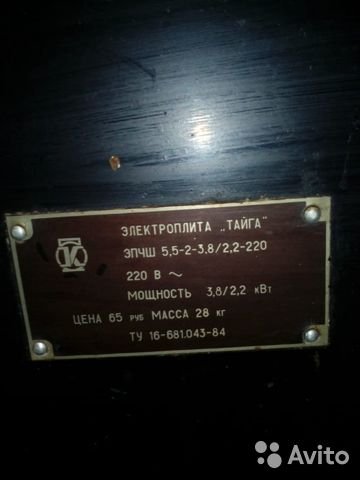 ЭЛЕКТРОПЛИТА „ТАЙГА"
ЭПЧШ 5,5-2-3.8/2,2-220
220 В ~
МОЩНОСТЬ 3,8/2,2 кВт
ЦЕНА 65 РУБ МАССА 28 кг
ТУ 16-681.043-84
Avito